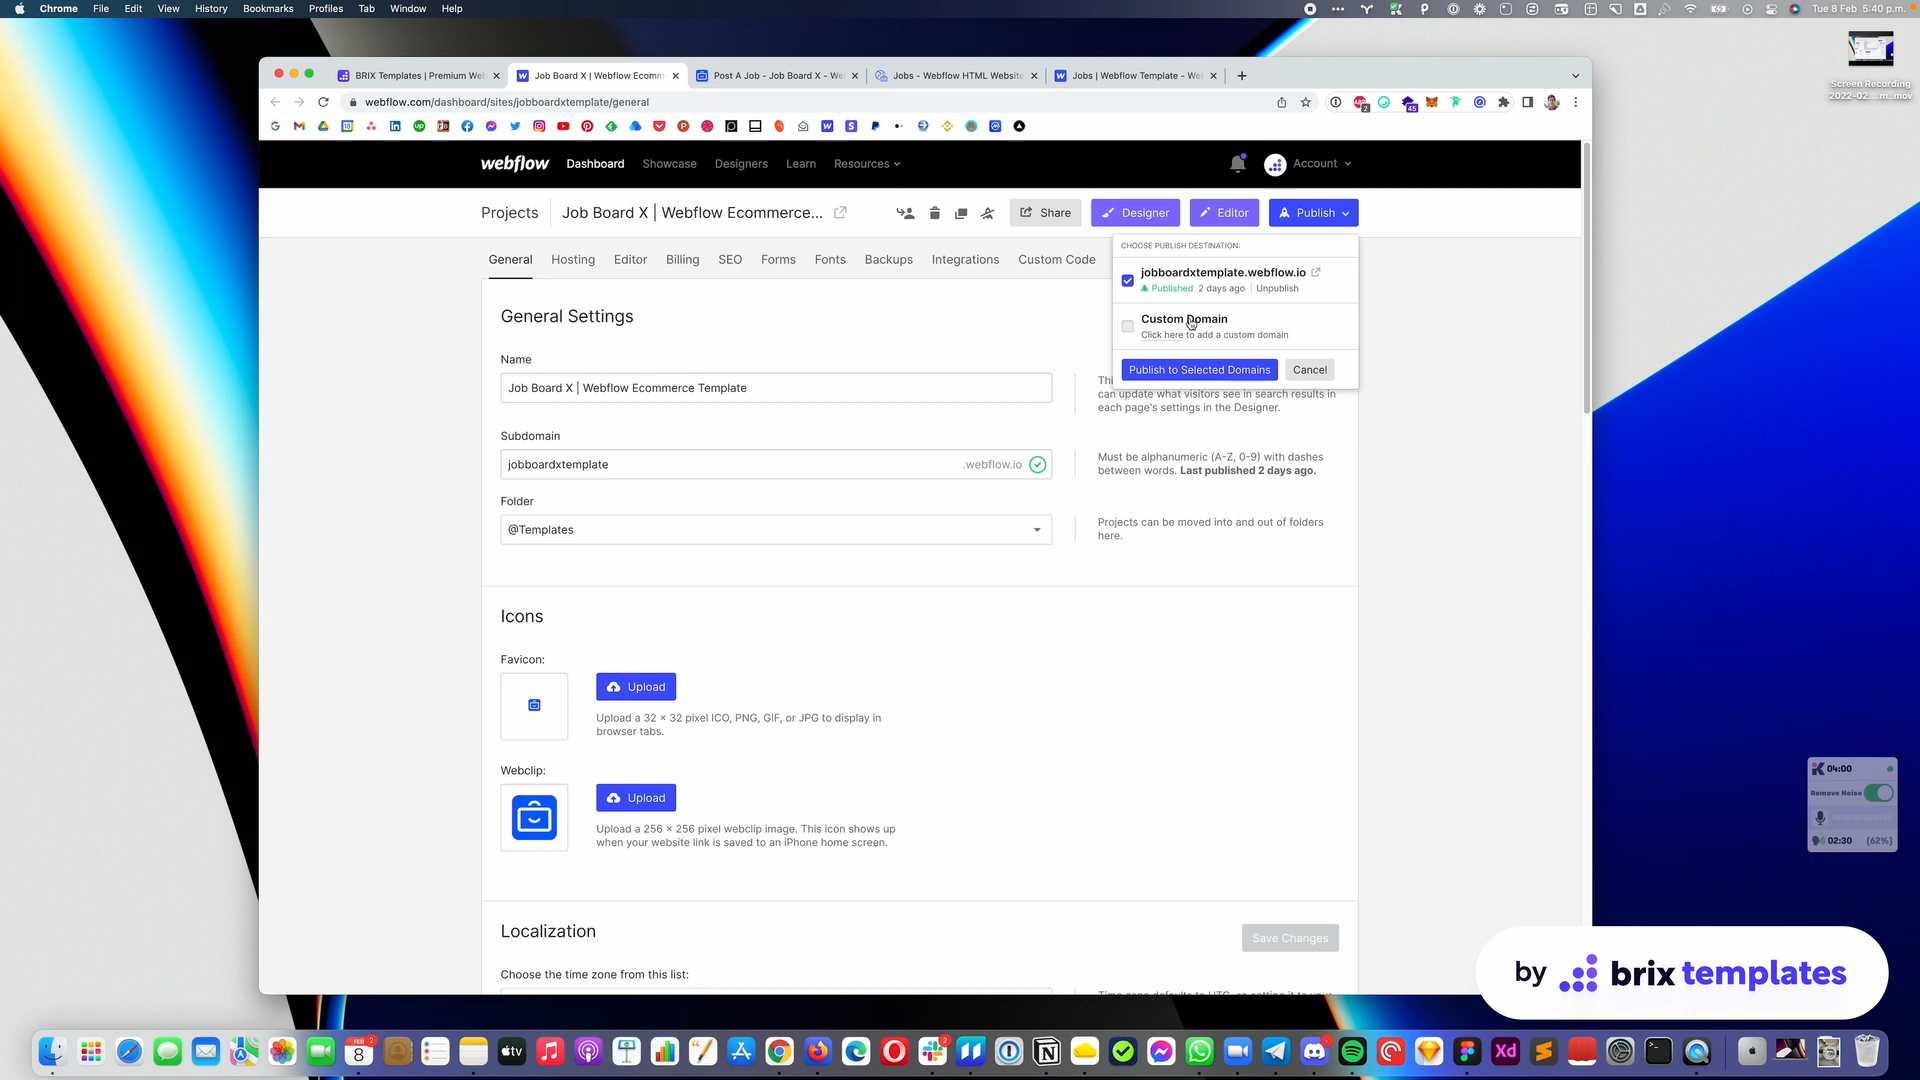 Chrome File Edit View History Bookmarks Profiles Tab Window Help
Tue 8 Feb 5:40 p.m.
BRIX Templates | Premium Web
Job Board X | Webflow Ecomm
Post A Job - Job Board X - We
Jobs - Webflow HTML Website
Jobs | Webflow Template - We
webflow.com/dashboard/sites/jobboardxtemplate/general
Screen Recording
2022-02....m..mov
webflow Dashboard Showcase Designers Learn Resources
Account
Projects
Job Board X | Webflow Ecommerce...
Share
Designer
Editor
Publish
General Hosting Editor Billing SEO Forms Fonts Backups Integrations Custom Code
CHOOSE PUBLISH DESTINATION:
jobboardxtemplate.webflow.io
Published 2 days ago | Unpublish
Custom Domain
Click here to add a custom domain
Publish to Selected Domains
Cancel
General Settings
Name
Job Board X | Webflow Ecommerce Template
can update what visitors see in search results in
each page's settings in the Designer.
Subdomain
jobboardxtemplate
.webflow.io
Must be alphanumeric (A-Z, 0-9) with dashes
between words. Last published 2 days ago.
Folder
@Templates
Projects can be moved into and out of folders
here.
Icons
Favicon:
Upload
Upload a 32 × 32 pixel ICO, PNG, GIF, or JPG to display in
browser tabs.
Webclip:
Upload
Upload a 256 × 256 pixel webclip image. This icon shows up
when your website link is saved to an iPhone home screen.
Localization
Save Changes
Choose the time zone from this list:
04:00
Remove Noise
02:30 (62%)
by brix templates